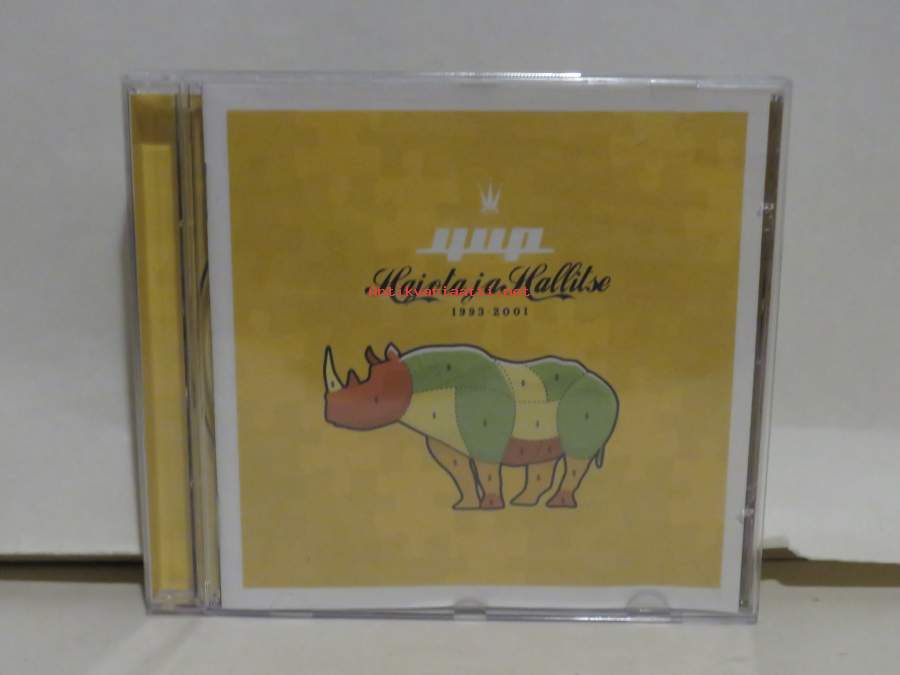 yup
Hajota ja Hallitse
antikvariaatti.net
1993-2001